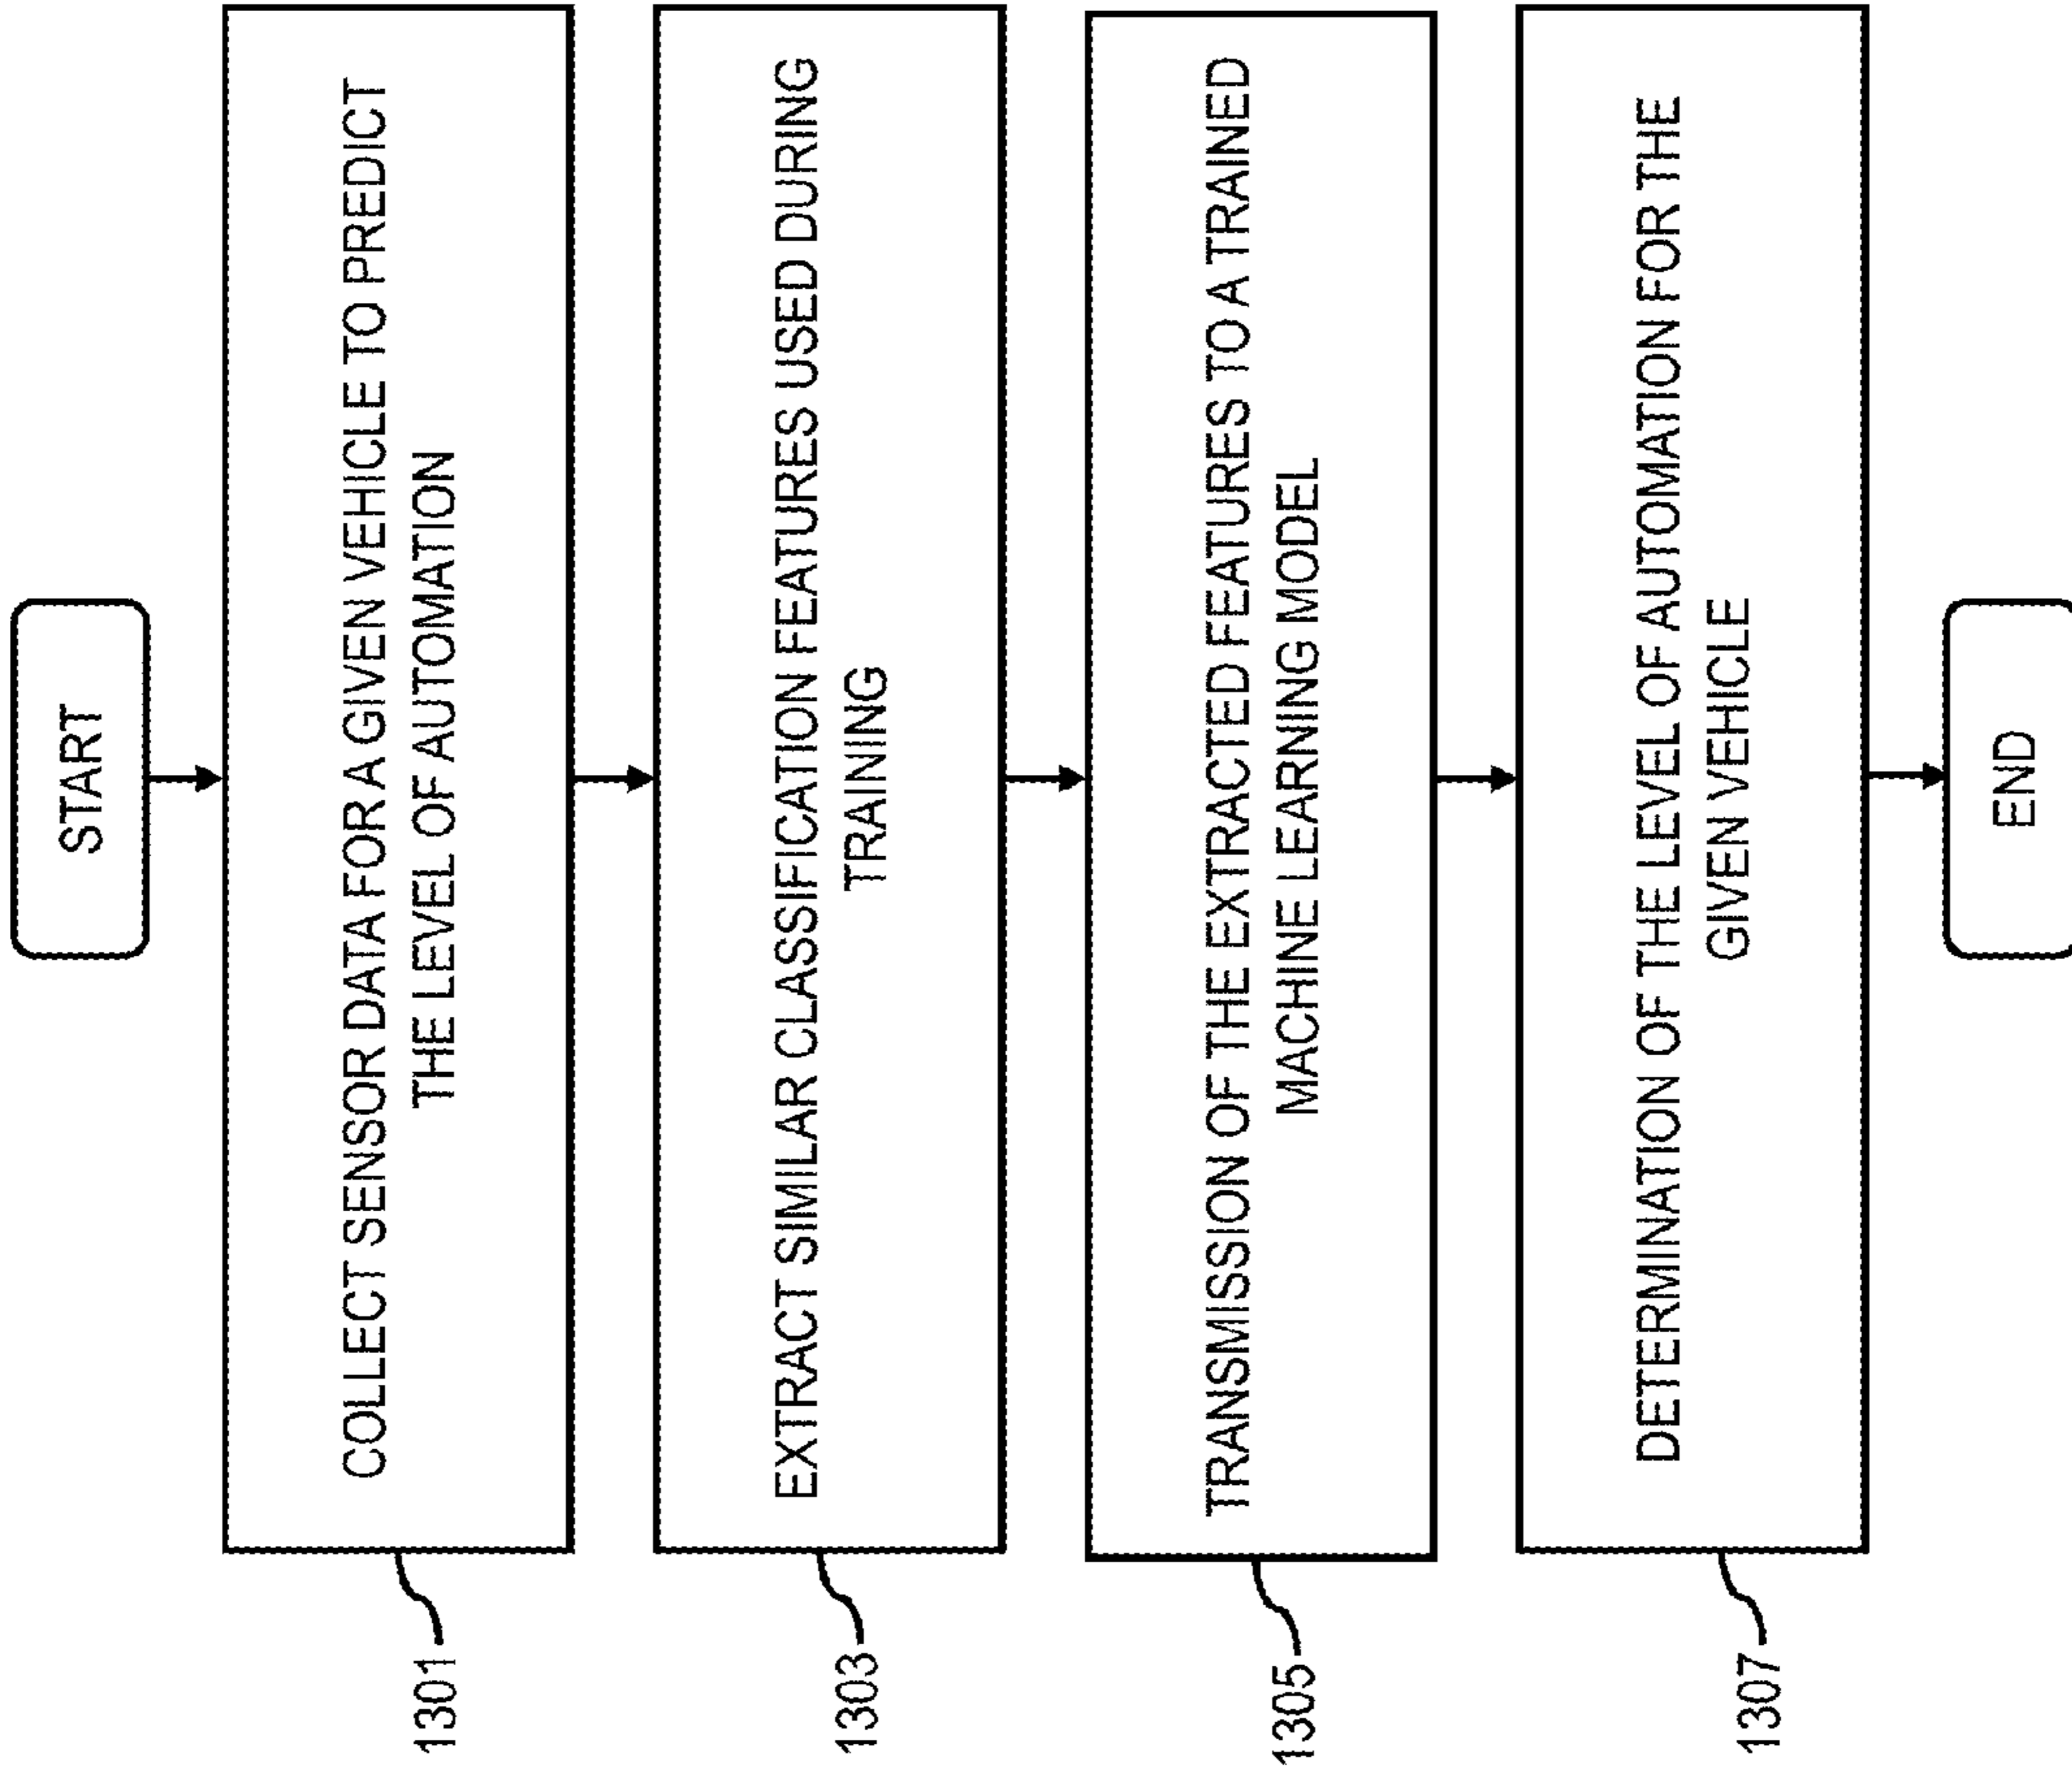 START
COLLECT SENSOR DATA FOR A GIVEN VEHICLE TO PREDICT
THE LEVEL OF AUTOMATION
1301
EXTRACT SIMILAR CLASSIFICATION FEATURES USED DURING
TRAINING
1303
TRANSMISSION OF THE EXTRACTED FEATURES TO A TRAINED
MACHINE LEARNING MODEL
1305
DETERMINATION OF THE LEVEL OF AUTOMATION FOR THE
GIVEN VEHICLE
1307
END